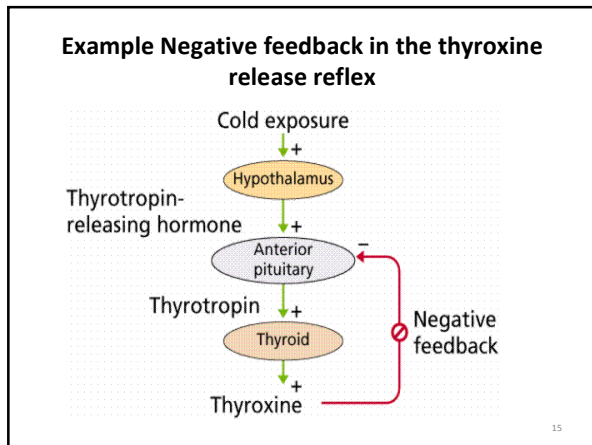 Example Negative feedback in the thyroxine
release reflex
Cold exposure
+
Hypothalamus
Thyrotropin-
releasing hormone
+
Anterior
pituitary
−
Thyrotropin
+
Thyroid
Negative
feedback
+
Thyroxine
15